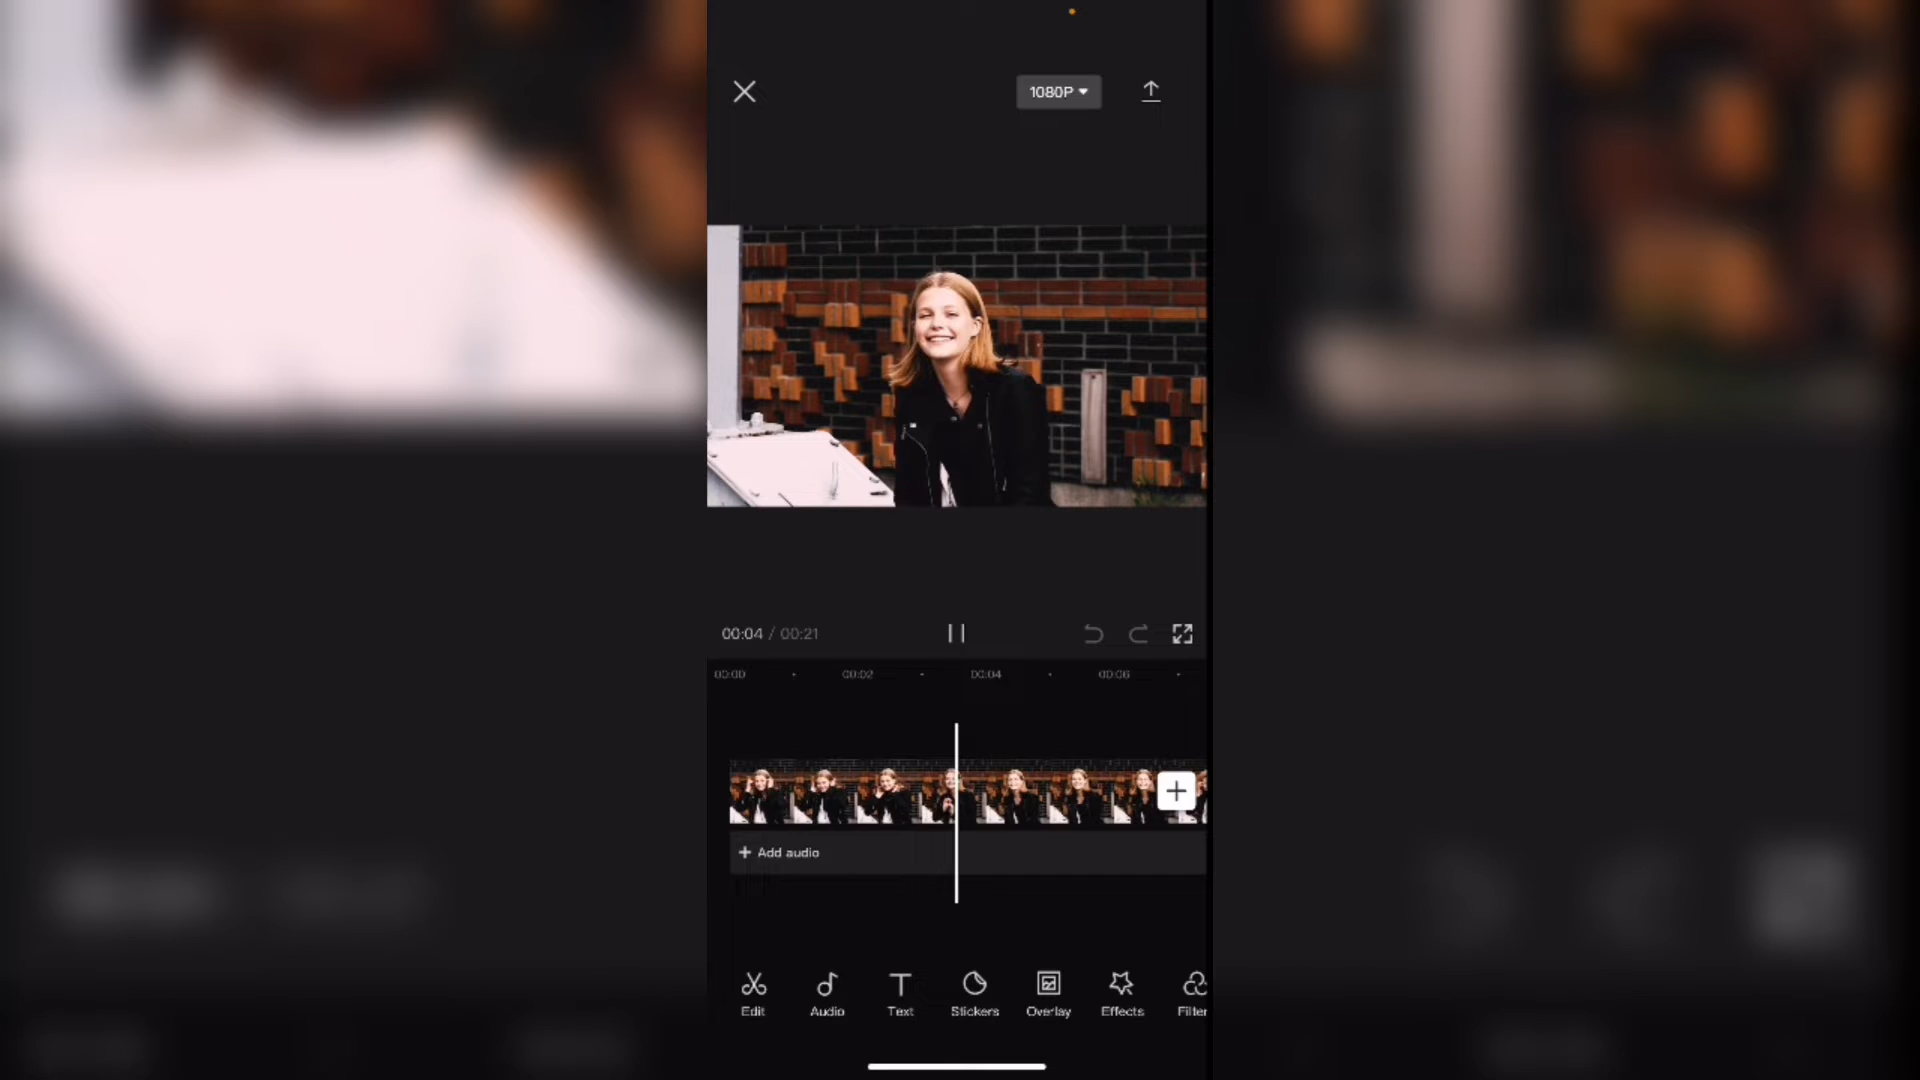 1080P
00:04 / 00:21
00:00 00:02 00:04 00:06
+ Add audio
Edit Audio Text Stickers Overlay Effects Filter